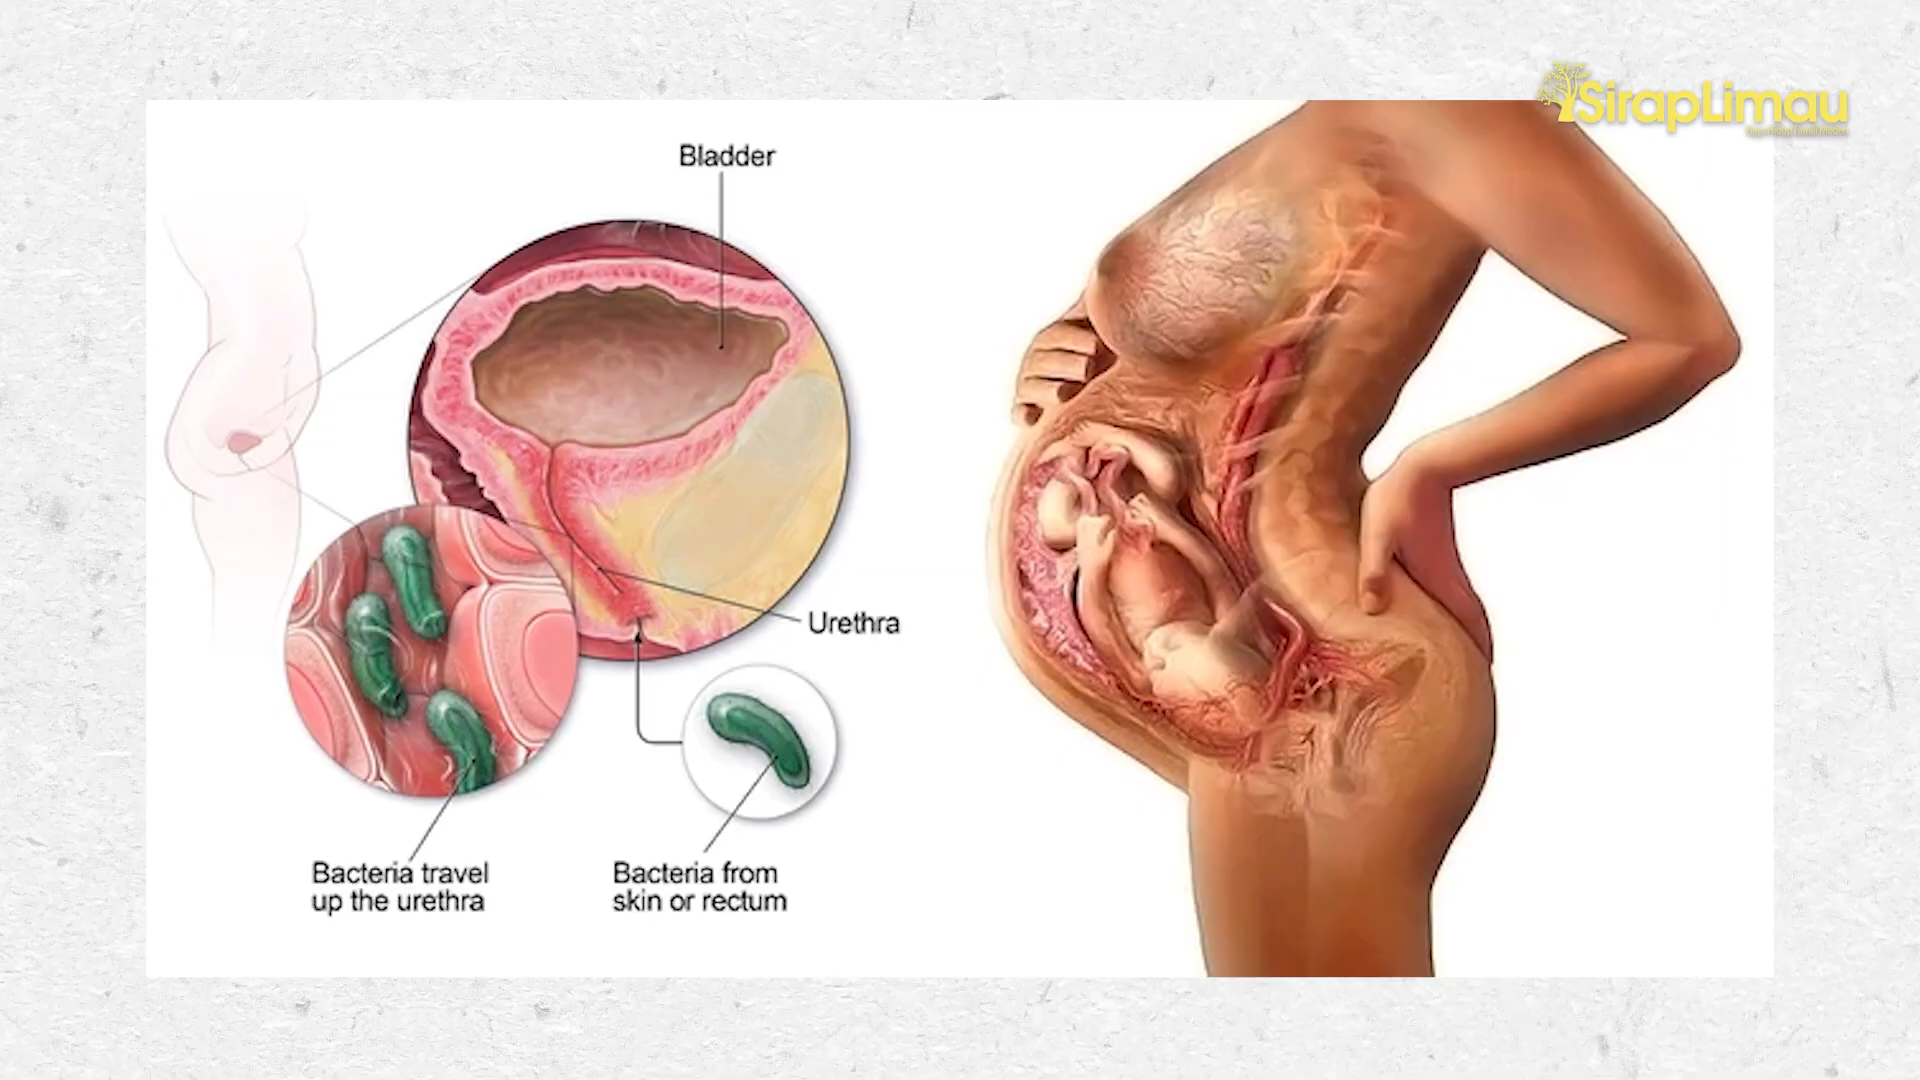 SirapLimau
Bladder
Urethra
Bacteria travel
up the urethra
Bacteria from
skin or rectum